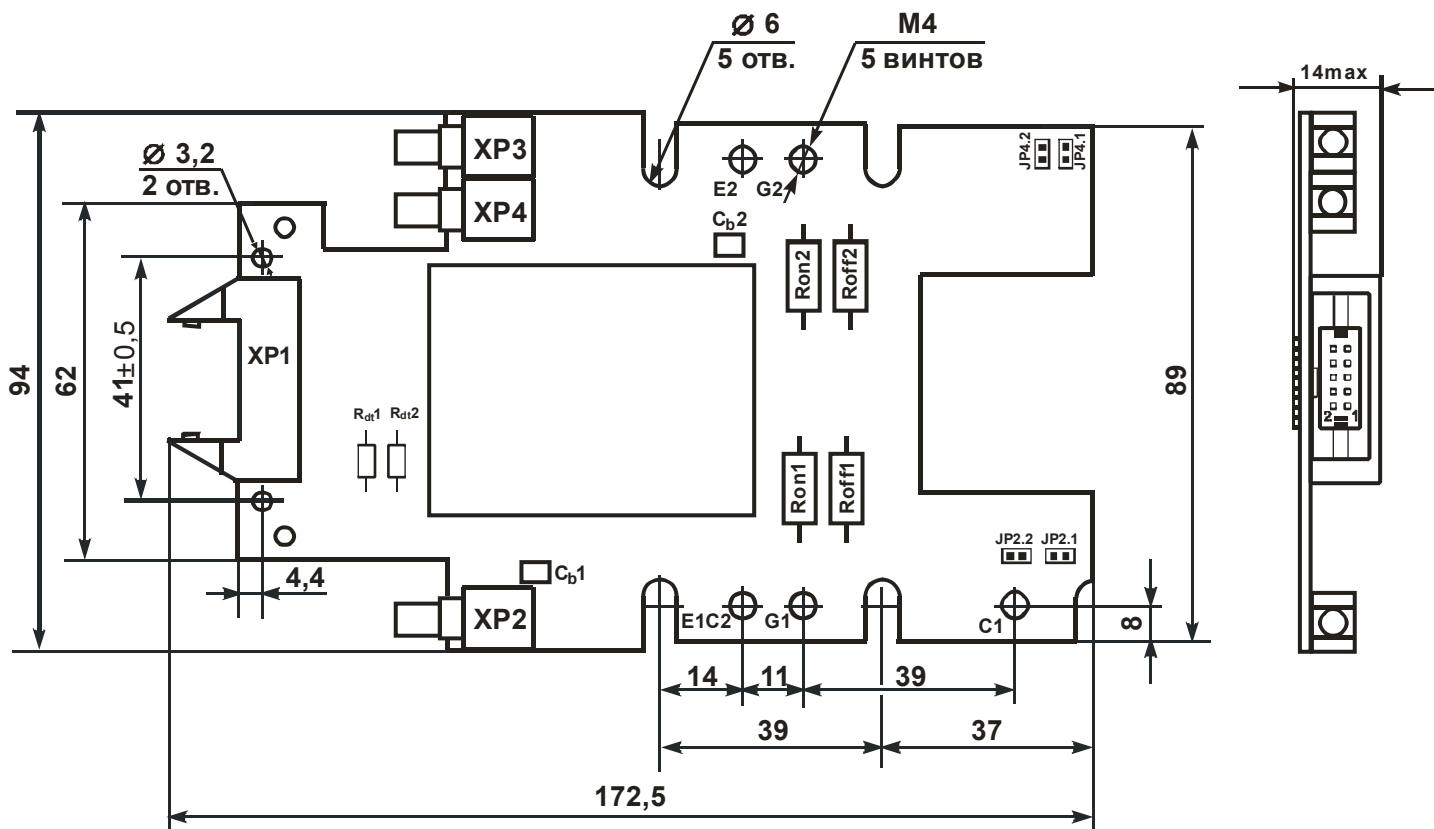 Ø 6
5 отв.
M4
5 винтов
14max
XP3
Ø 3,2
2 отв.
JP4.2
JP4.1
XP4
E2
G2
Cb2
Ron2
Roff2
41±0,5
XP1
94
62
89
Rdt1
Rdt2
2
1
Ron1
Roff1
JP2.2
JP2.1
4,4
Cb1
XP2
E1C2
G1
C1
8
14
11
39
39
37
172,5